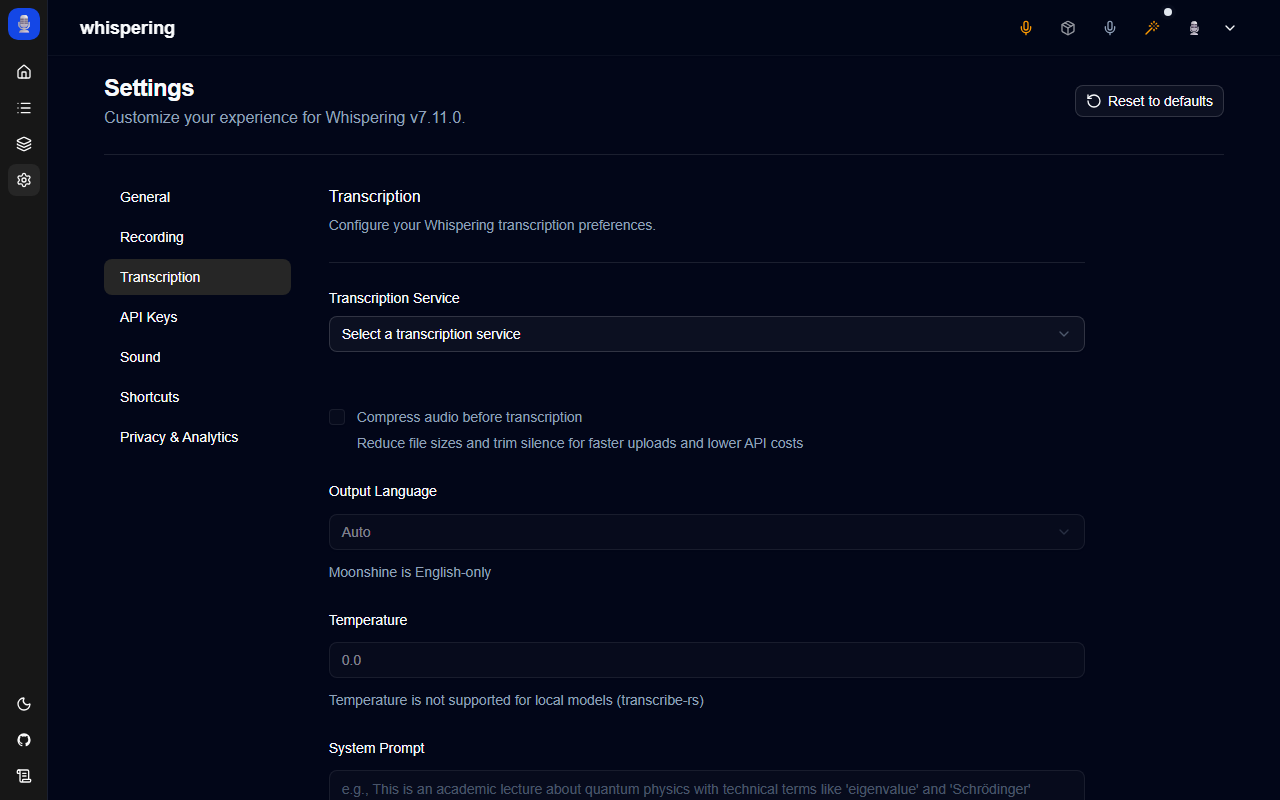 whispering
Settings
Customize your experience for Whispering v7.11.0.
Reset to defaults
General
Recording
Transcription
API Keys
Sound
Shortcuts
Privacy & Analytics
Transcription
Configure your Whispering transcription preferences.
Transcription Service
Select a transcription service
Compress audio before transcription
Reduce file sizes and trim silence for faster uploads and lower API costs
Output Language
Auto
Moonshine is English-only
Temperature
0.0
Temperature is not supported for local models (transcribe-rs)
System Prompt
e.g., This is an academic lecture about quantum physics with technical terms like 'eigenvalue' and 'Schrödinger'